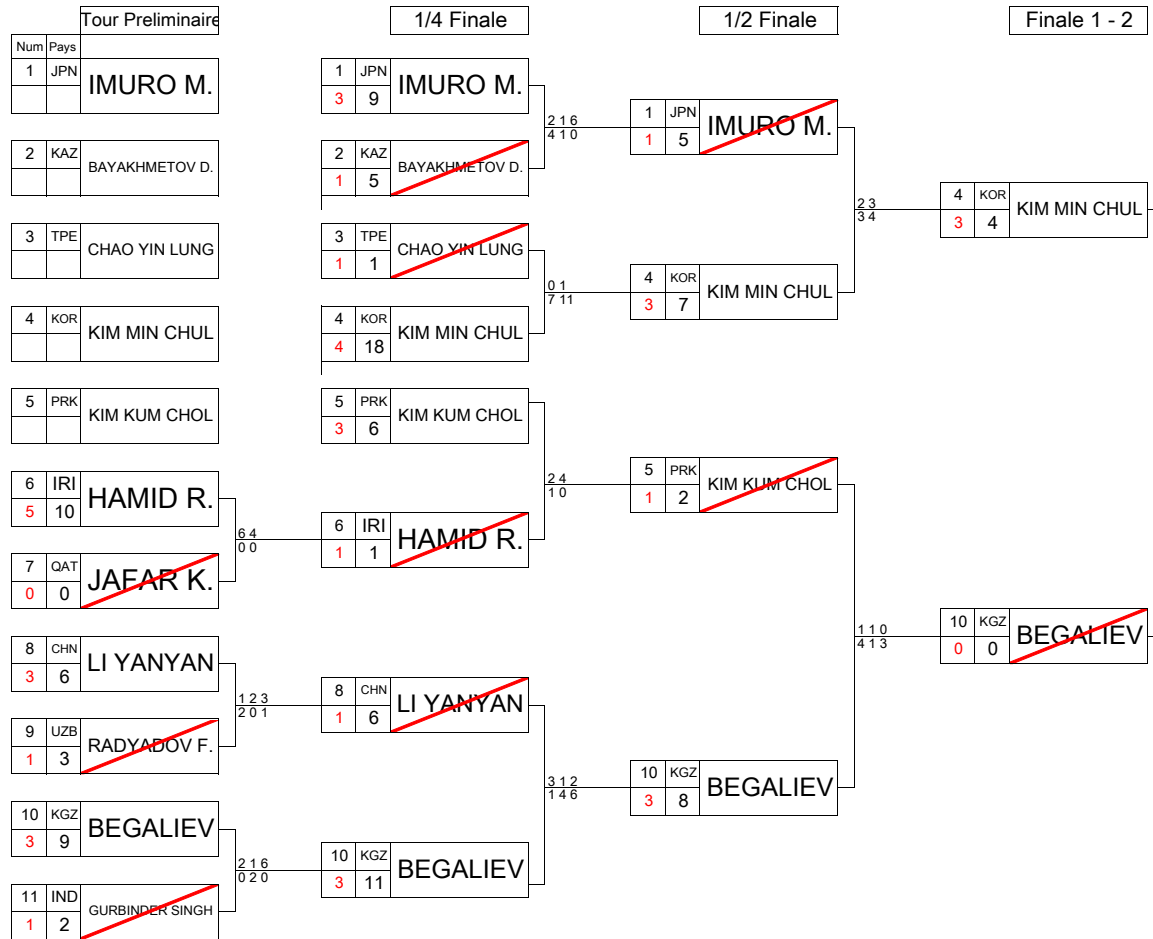 Tour Preliminaire 1/4 Finale 1/2 Finale Finale 1 - 2
Num Pays
1 JPN IMURO M.
2 KAZ BAYAKHMETOV D.
3 TPE CHAO YIN LUNG
4 KOR KIM MIN CHUL
5 PRK KIM KUM CHOL
6 IRI HAMID R.
5 10
6 4
0 0
7 QAT JAFAR K.
0 0
8 CHN LI YANYAN
3 6
1 2 3
2 0 1
9 UZB RADYADOV F.
1 3
10 KGZ BEGALIEV
3 9
2 1 6
0 2 0
11 IND GURBINDER SINGH
1 2
1 JPN IMURO M.
3 9
2 1 6
4 1 0
2 KAZ BAYAKHMETOV D.
1 5
3 TPE CHAO YIN LUNG
1 1
0 1
7 11
4 KOR KIM MIN CHUL
4 18
5 PRK KIM KUM CHOL
3 6
2 4
1 0
6 IRI HAMID R.
1 1
8 CHN LI YANYAN
1 6
3 1 2
1 4 6
10 KGZ BEGALIEV
3 11
1 JPN IMURO M.
1 5
2 3
3 4
4 KOR KIM MIN CHUL
3 7
5 PRK KIM KUM CHOL
1 2
1 1 0
4 1 3
10 KGZ BEGALIEV
3 8
4 KOR KIM MIN CHUL
3 4
10 KGZ BEGALIEV
0 0